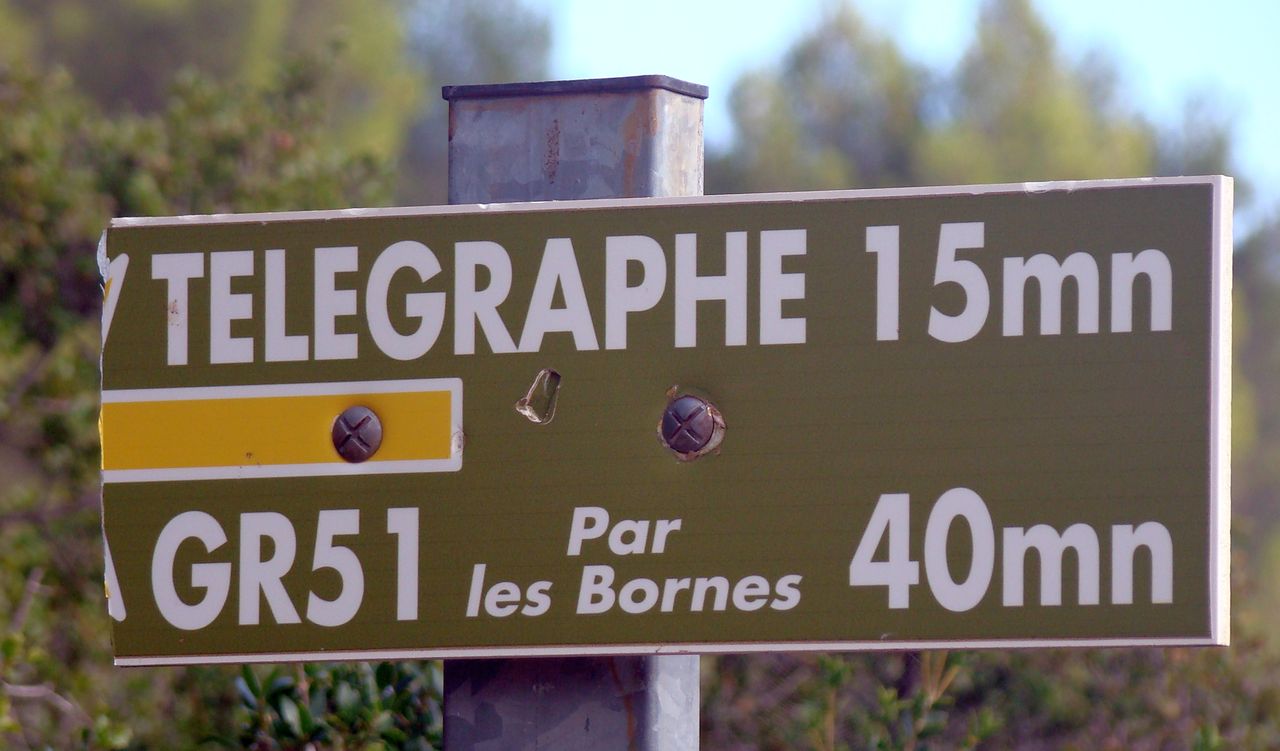 TELEGRAPHE 15mn
GR51 Par les Bornes 40mn